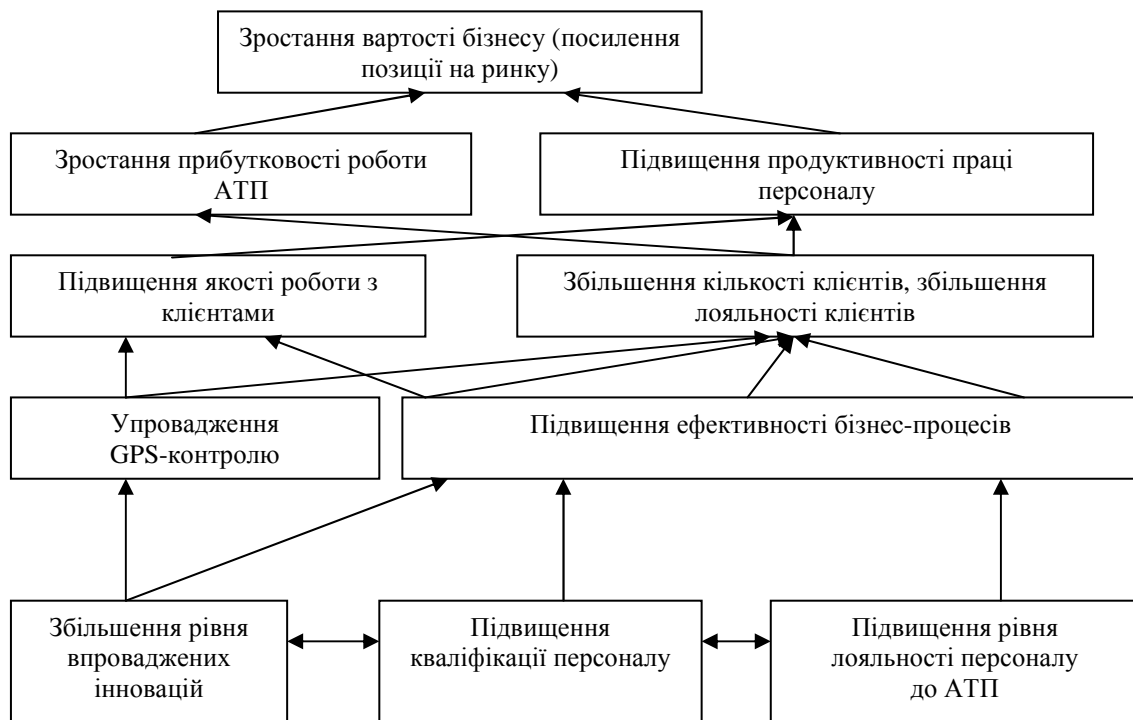 Зростання вартості бізнесу (посилення
позиції на ринку)
Зростання прибутковості роботи
АТП
Підвищення продуктивності праці
персоналу
Підвищення якості роботи з
клієнтами
Збільшення кількості клієнтів, збільшення
лояльності клієнтів
Упровадження
GPS-контролю
Підвищення ефективності бізнес-процесів
Збільшення рівня
впроваджених
інновацій
Підвищення
кваліфікації персоналу
Підвищення рівня
лояльності персоналу
до АТП